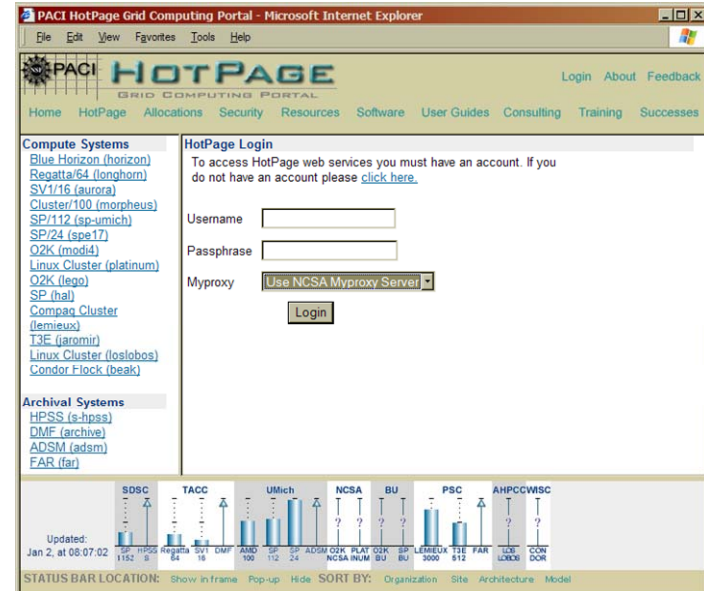 PACI HotPage Grid Computing Portal - Microsoft Internet Explorer
File Edit View Favorites Tools Help
NSF PACI HOTPAGE
GRID COMPUTING PORTAL
Login About Feedback
Home HotPage Allocations Security Resources Software User Guides Consulting Training Successes
Compute Systems
Blue Horizon (horizon)
Regatta/64 (longhorn)
SV1/16 (aurora)
Cluster/100 (morpheus)
SP/112 (sp-umich)
SP/24 (spe17)
O2K (modi4)
Linux Cluster (platinum)
O2K (lego)
SP (hal)
Compaq Cluster
(lemieux)
T3E (jaromir)
Linux Cluster (loslobos)
Condor Flock (beak)
Archival Systems
HPSS (s-hpss)
DMF (archive)
ADSM (adsm)
FAR (far)
HotPage Login
To access HotPage web services you must have an account. If you
do not have an account please click here.
Username
Passphrase
Myproxy Use NCSA Myproxy Server
Login
SDSC TACC UMich NCSA BU PSC AHPCC WISC
? ? ? ? ? ?
Updated:
Jan 2, at 08:07:02
SP HPSS Regatta SV1 DMF AMD SP SP ADSM O2K PLAT O2K SP LEMIEUX T3E FAR LOS CON
1152 S 64 16 100 112 24 NCSA INUM BU BU 3000 512 LOBOS DOR
STATUS BAR LOCATION: Show in frame Pop-up Hide SORT BY: Organization Site Architecture Model